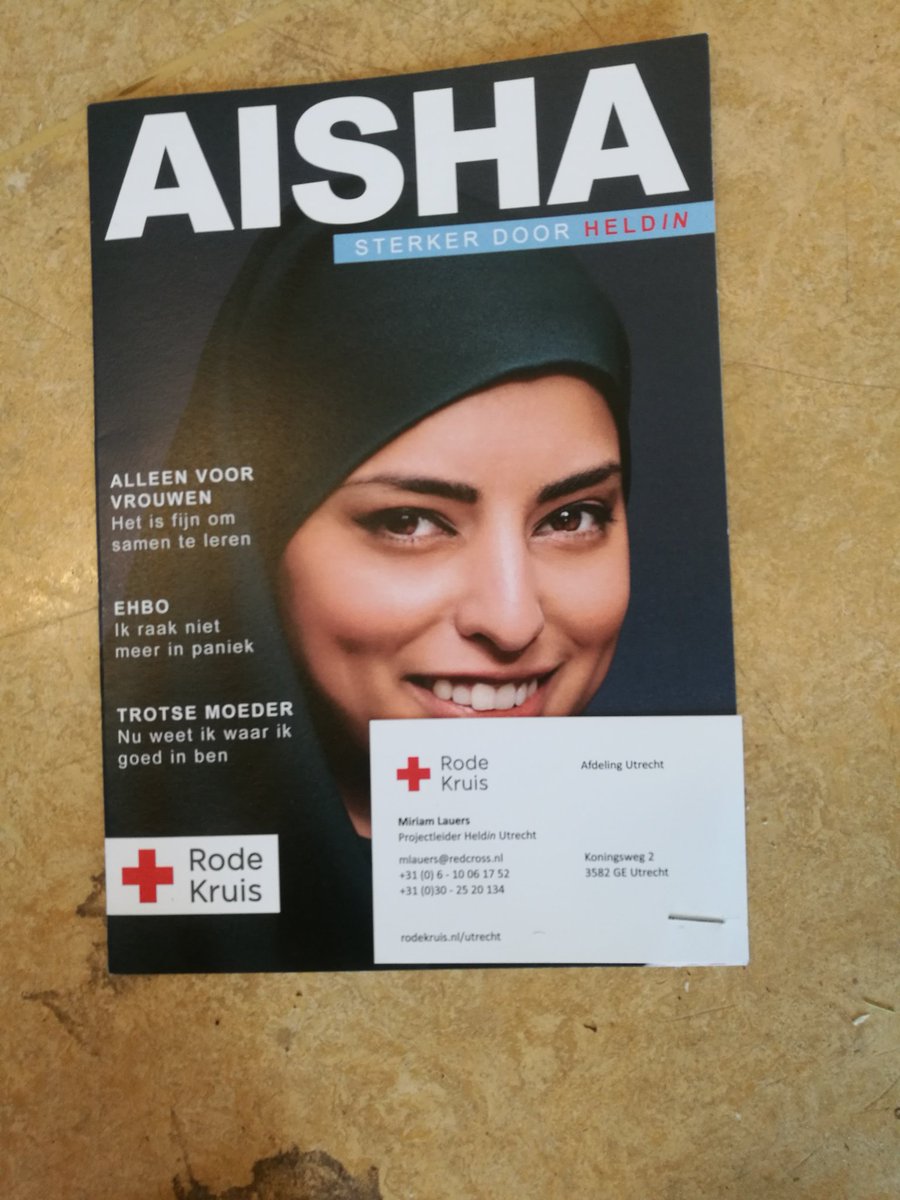 AISHA
STERKER DOOR HELDIN
ALLEEN VOOR
VROUWEN
Het is fijn om
samen te leren
EHBO
Ik raak niet
meer in paniek
TROTSE MOEDER
Nu weet ik waar ik
goed in ben
Rode
Kruis
Rode
Kruis
Afdeling Utrecht
Miriam Lauers
Projectleider Heldin Utrecht
mlauers@redcross.nl
+31 (0) 6 - 10 06 17 52
+31 (0)30 - 25 20 134
Koningsweg 2
3582 GE Utrecht
rodekruis.nl/utrecht